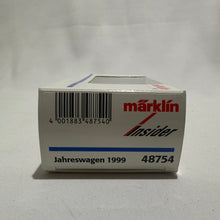 4 001883 487540
märklin
Insider
Jahreswagen 1999
48754